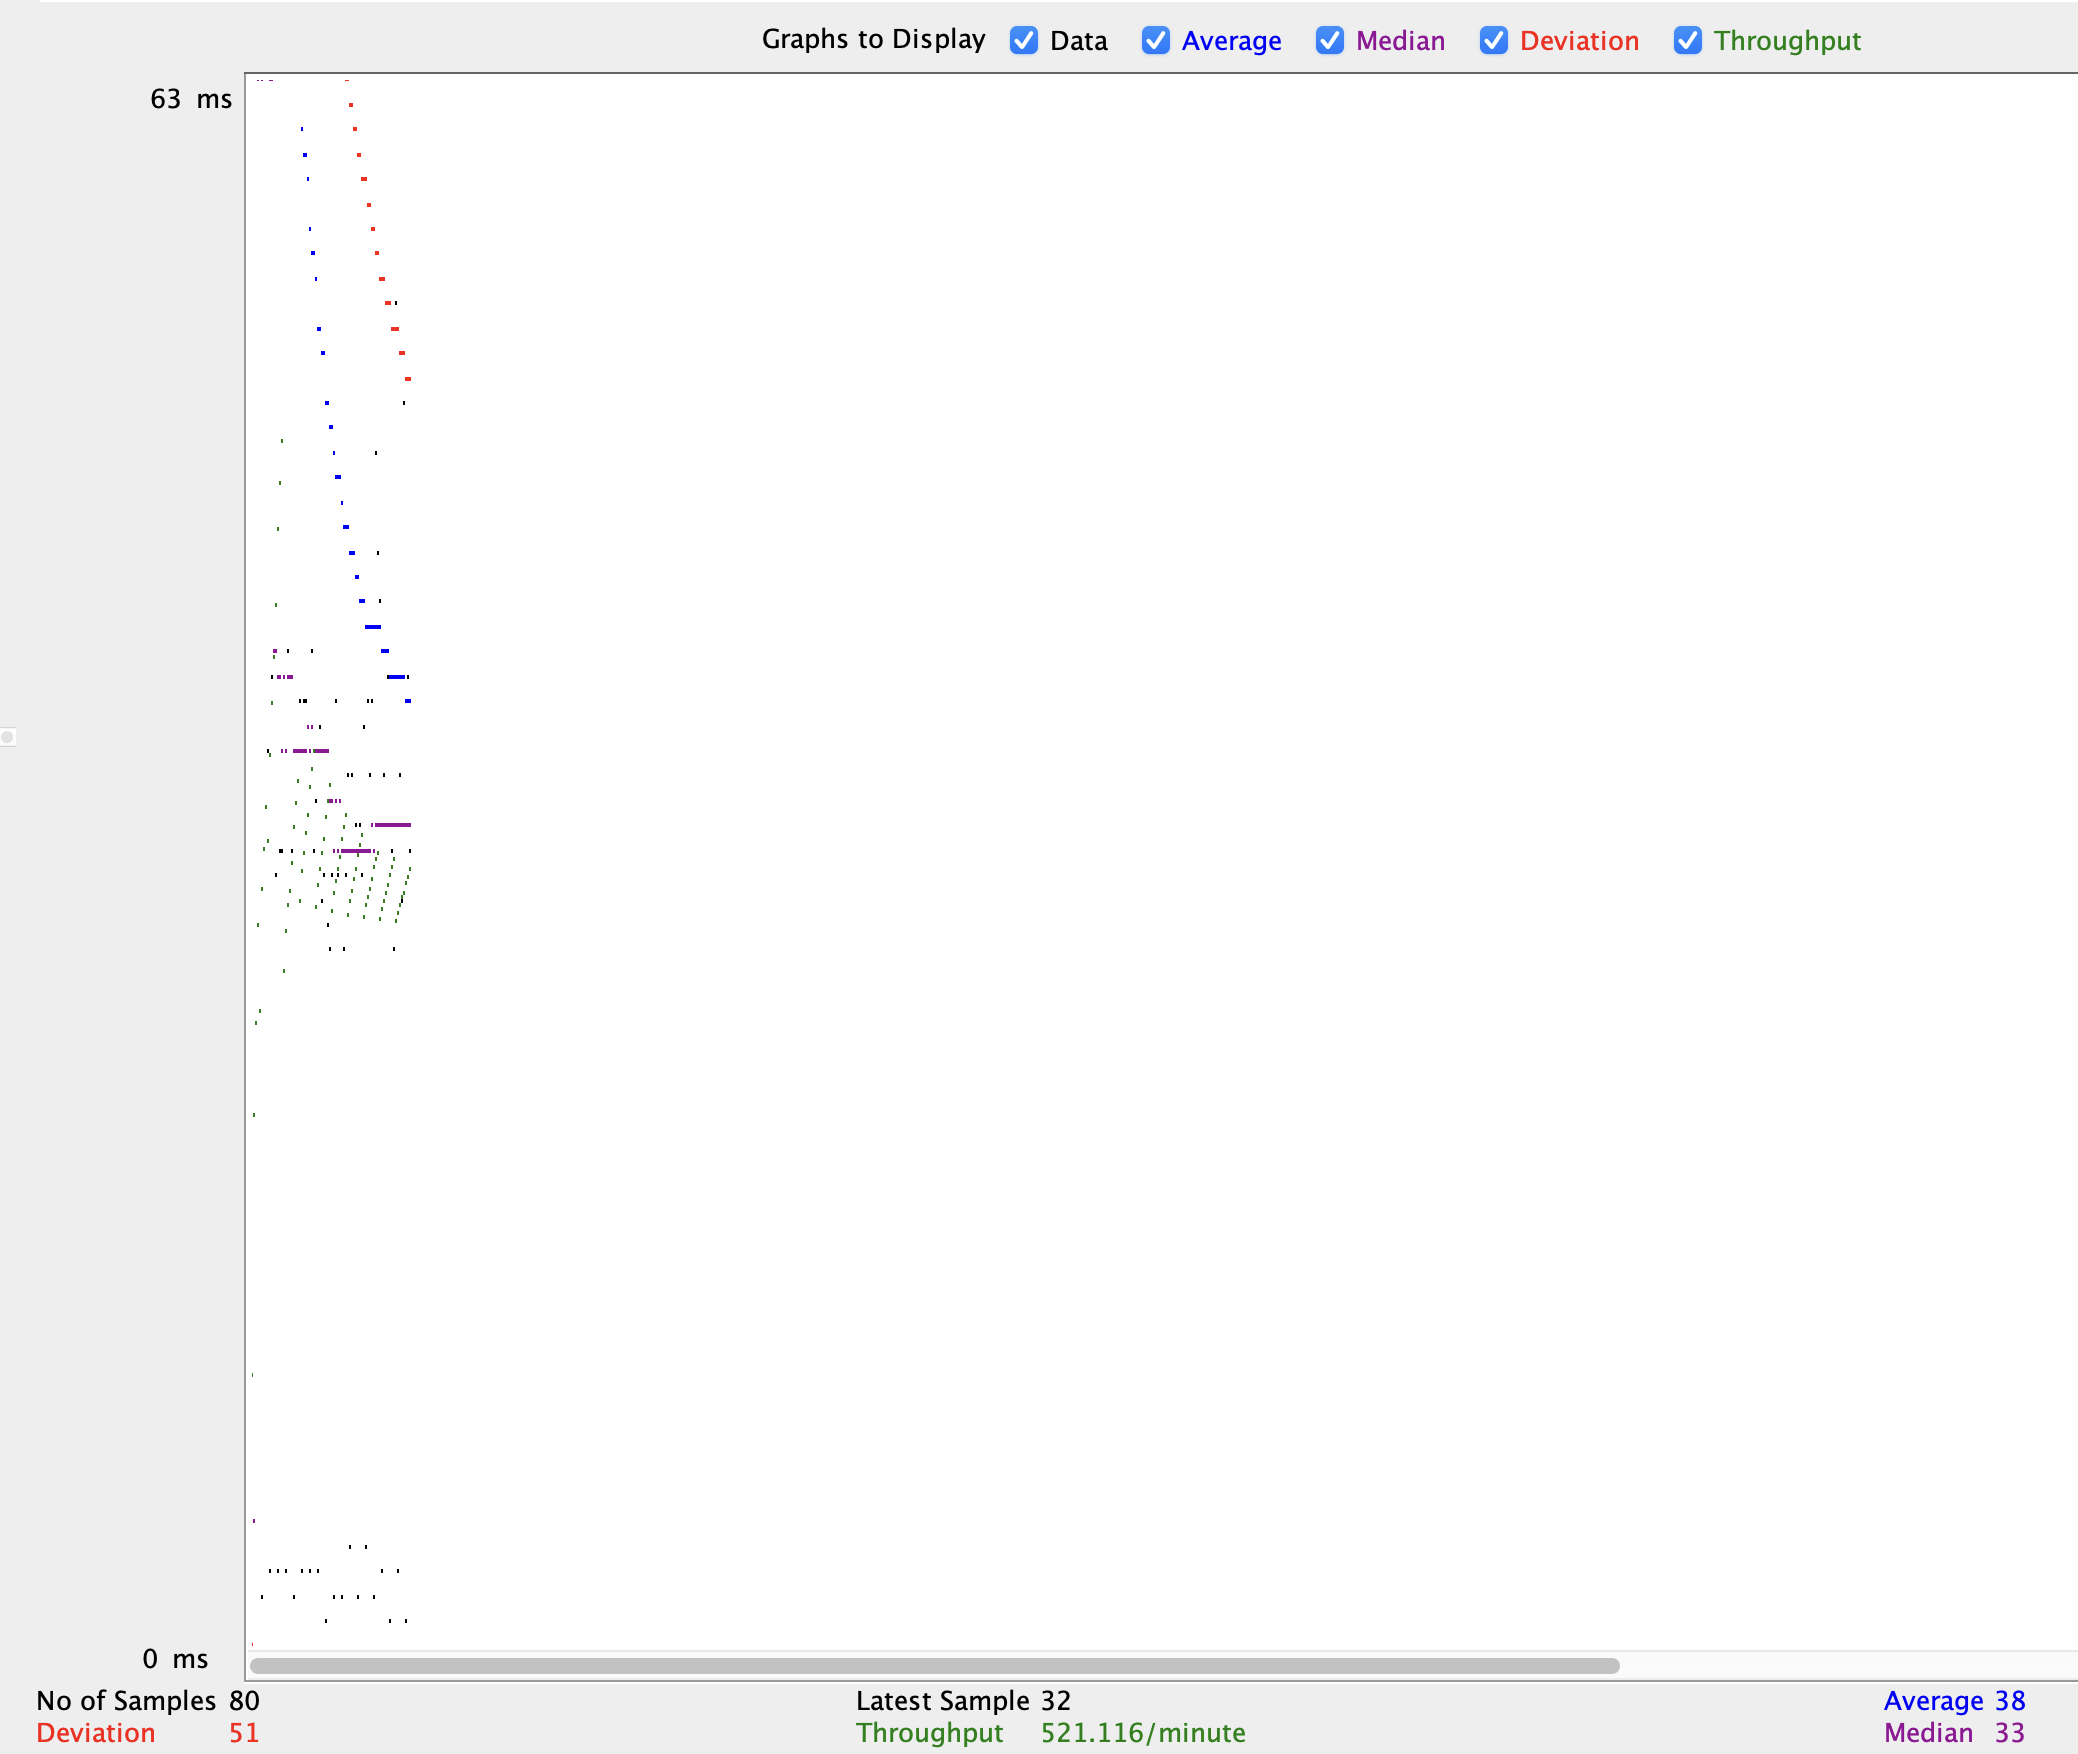 Graphs to Display Data Average Median Deviation Throughput
63 ms
0 ms
No of Samples 80 Latest Sample 32 Average 38
Deviation 51 Throughput 521.116/minute Median 33